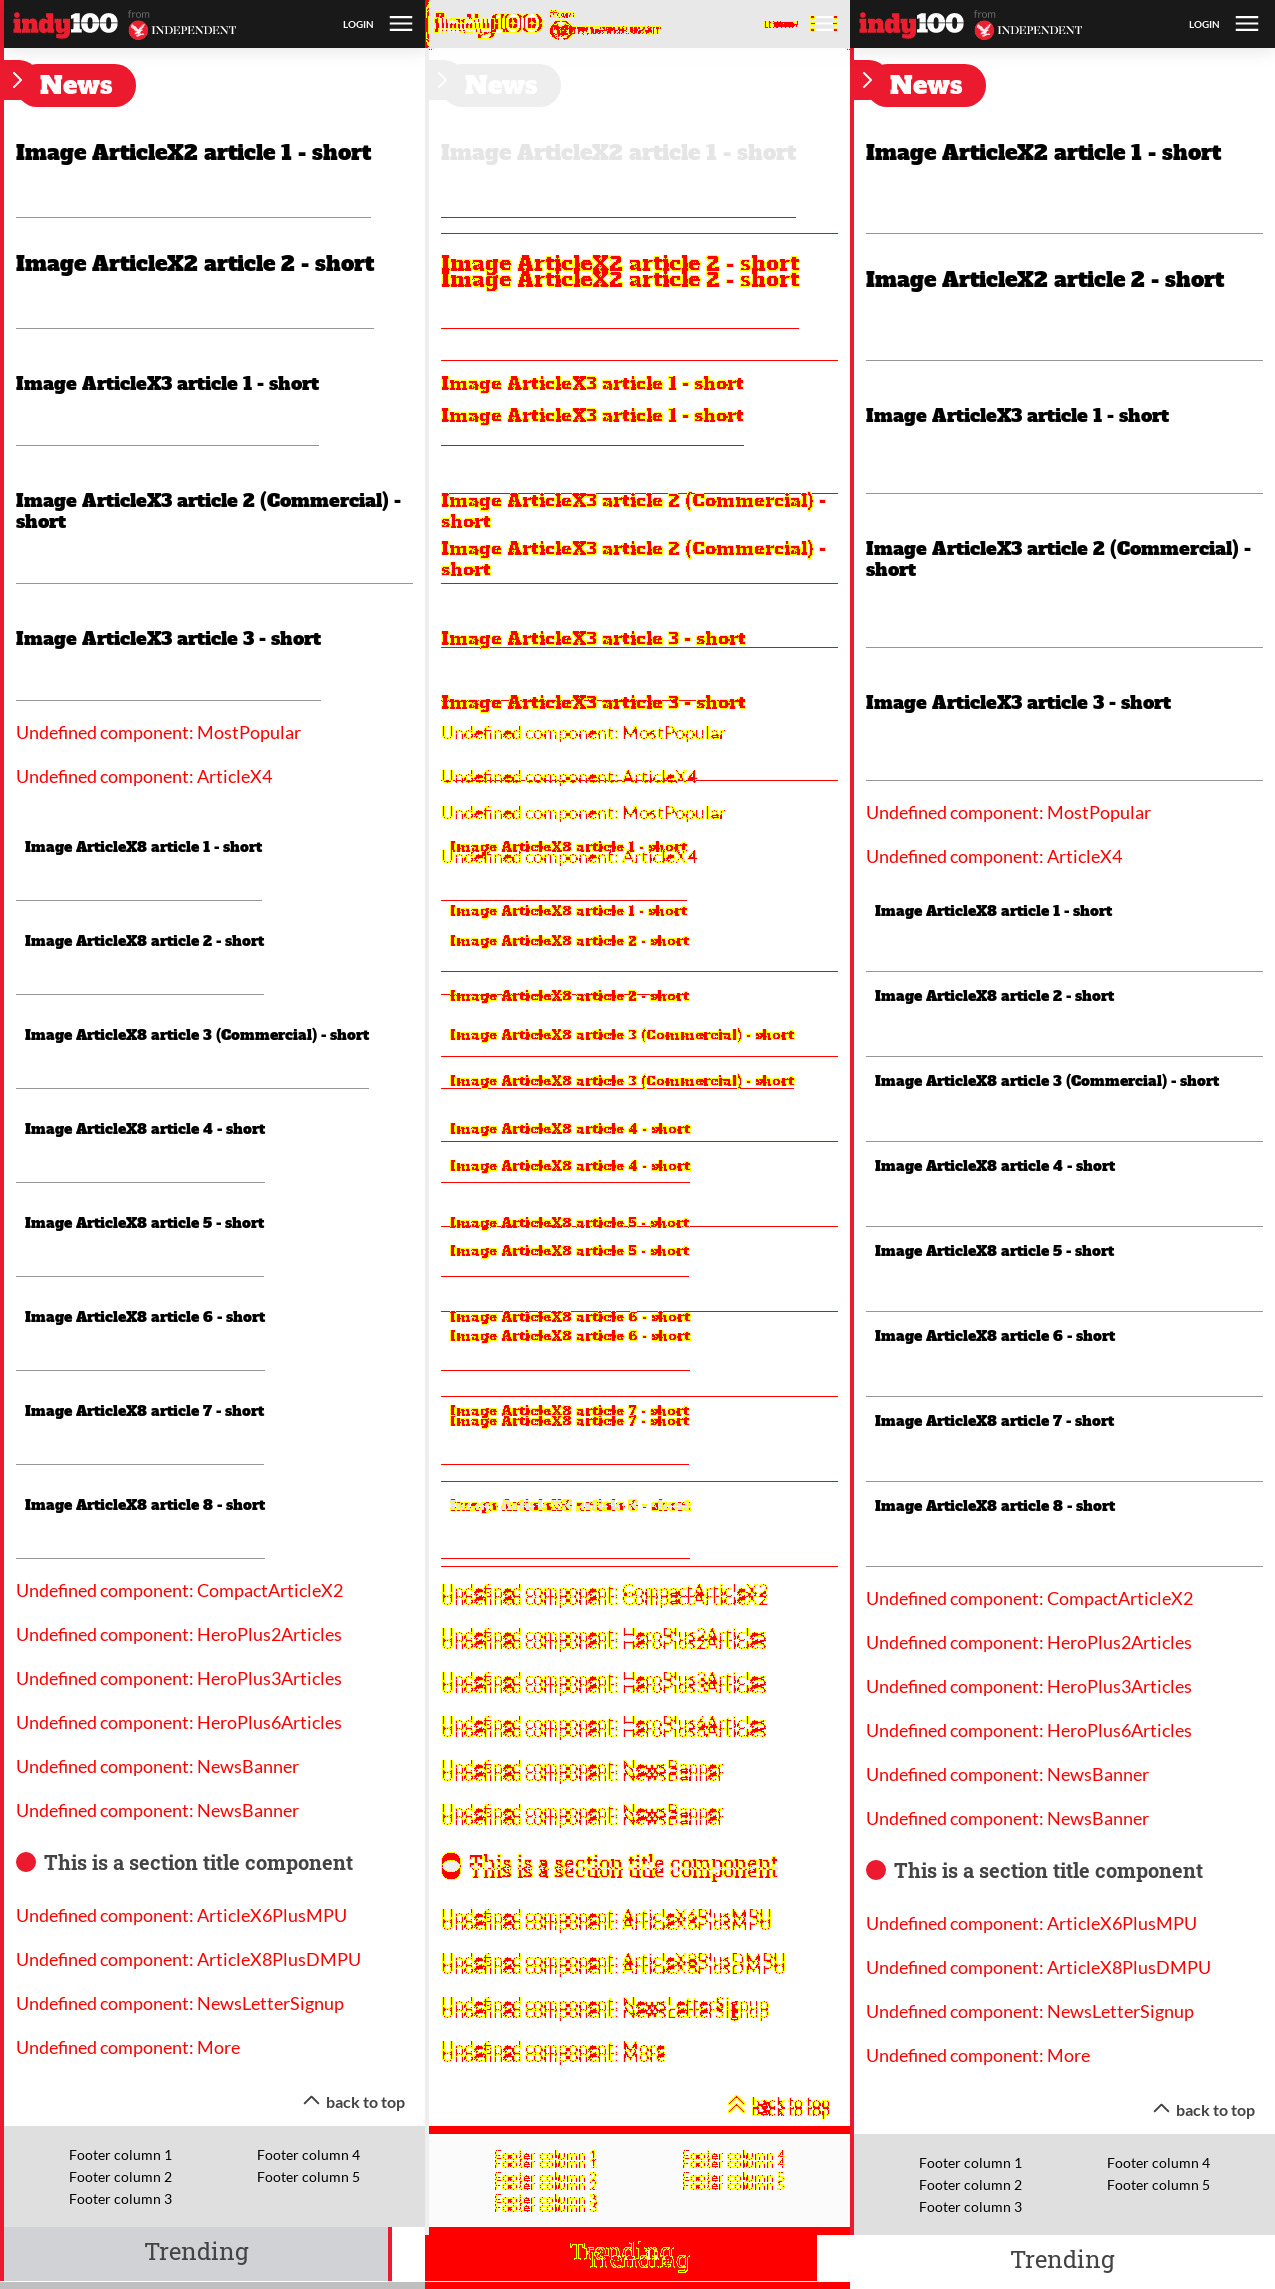 indy100 from INDEPENDENT LOGIN
News
Image ArticleX2 article 1 - short
Image ArticleX2 article 2 - short
Image ArticleX3 article 1 - short
Image ArticleX3 article 2 (Commercial) -
short
Image ArticleX3 article 3 - short
Undefined component: MostPopular
Undefined component: ArticleX4
Image ArticleX8 article 1 - short
Image ArticleX8 article 2 - short
Image ArticleX8 article 3 (Commercial) - short
Image ArticleX8 article 4 - short
Image ArticleX8 article 5 - short
Image ArticleX8 article 6 - short
Image ArticleX8 article 7 - short
Image ArticleX8 article 8 - short
Undefined component: CompactArticleX2
Undefined component: HeroPlus2Articles
Undefined component: HeroPlus3Articles
Undefined component: HeroPlus6Articles
Undefined component: NewsBanner
Undefined component: NewsBanner
This is a section title component
Undefined component: ArticleX6PlusMPU
Undefined component: ArticleX8PlusDMPU
Undefined component: NewsLetterSignup
Undefined component: More
back to top
Footer column 1
Footer column 2
Footer column 3
Footer column 4
Footer column 5
Trending
indy100
News
Image ArticleX2 article 1 - short
Image ArticleX2 article 2 - short
Image ArticleX2 article 2 - short
Image ArticleX3 article 1 - short
Image ArticleX3 article 1 - short
Image ArticleX3 article 2 (Commercial) -
short
Image ArticleX3 article 2 (Commercial) -
short
Image ArticleX3 article 3 - short
Image ArticleX3 article 3 - short
Undefined component: MostPopular
Undefined component: ArticleX4
Undefined component: MostPopular
Image ArticleX8 article 1 - short
Undefined component: ArticleX4
Image ArticleX8 article 1 - short
Image ArticleX8 article 2 - short
Image ArticleX8 article 2 - short
Image ArticleX8 article 3 (Commercial) - short
Image ArticleX8 article 3 (Commercial) - short
Image ArticleX8 article 4 - short
Image ArticleX8 article 4 - short
Image ArticleX8 article 5 - short
Image ArticleX8 article 5 - short
Image ArticleX8 article 6 - short
Image ArticleX8 article 6 - short
Image ArticleX8 article 7 - short
Image ArticleX8 article 7 - short
Image ArticleX8 article 8 - short
Undefined component: CompactArticleX2
Undefined component: HeroPlus2Articles
Undefined component: HeroPlus3Articles
Undefined component: HeroPlus6Articles
Undefined component: NewsBanner
Undefined component: NewsBanner
This is a section title component
Undefined component: ArticleX6PlusMPU
Undefined component: ArticleX8PlusDMPU
Undefined component: NewsLetterSignup
Undefined component: More
back to top
Footer column 1
Footer column 2
Footer column 3
Footer column 4
Footer column 5
Trending
Trending
indy100 from INDEPENDENT LOGIN
News
Image ArticleX2 article 1 - short
Image ArticleX2 article 2 - short
Image ArticleX3 article 1 - short
Image ArticleX3 article 2 (Commercial) -
short
Image ArticleX3 article 3 - short
Undefined component: MostPopular
Undefined component: ArticleX4
Image ArticleX8 article 1 - short
Image ArticleX8 article 2 - short
Image ArticleX8 article 3 (Commercial) - short
Image ArticleX8 article 4 - short
Image ArticleX8 article 5 - short
Image ArticleX8 article 6 - short
Image ArticleX8 article 7 - short
Image ArticleX8 article 8 - short
Undefined component: CompactArticleX2
Undefined component: HeroPlus2Articles
Undefined component: HeroPlus3Articles
Undefined component: HeroPlus6Articles
Undefined component: NewsBanner
Undefined component: NewsBanner
This is a section title component
Undefined component: ArticleX6PlusMPU
Undefined component: ArticleX8PlusDMPU
Undefined component: NewsLetterSignup
Undefined component: More
back to top
Footer column 1
Footer column 2
Footer column 3
Footer column 4
Footer column 5
Trending